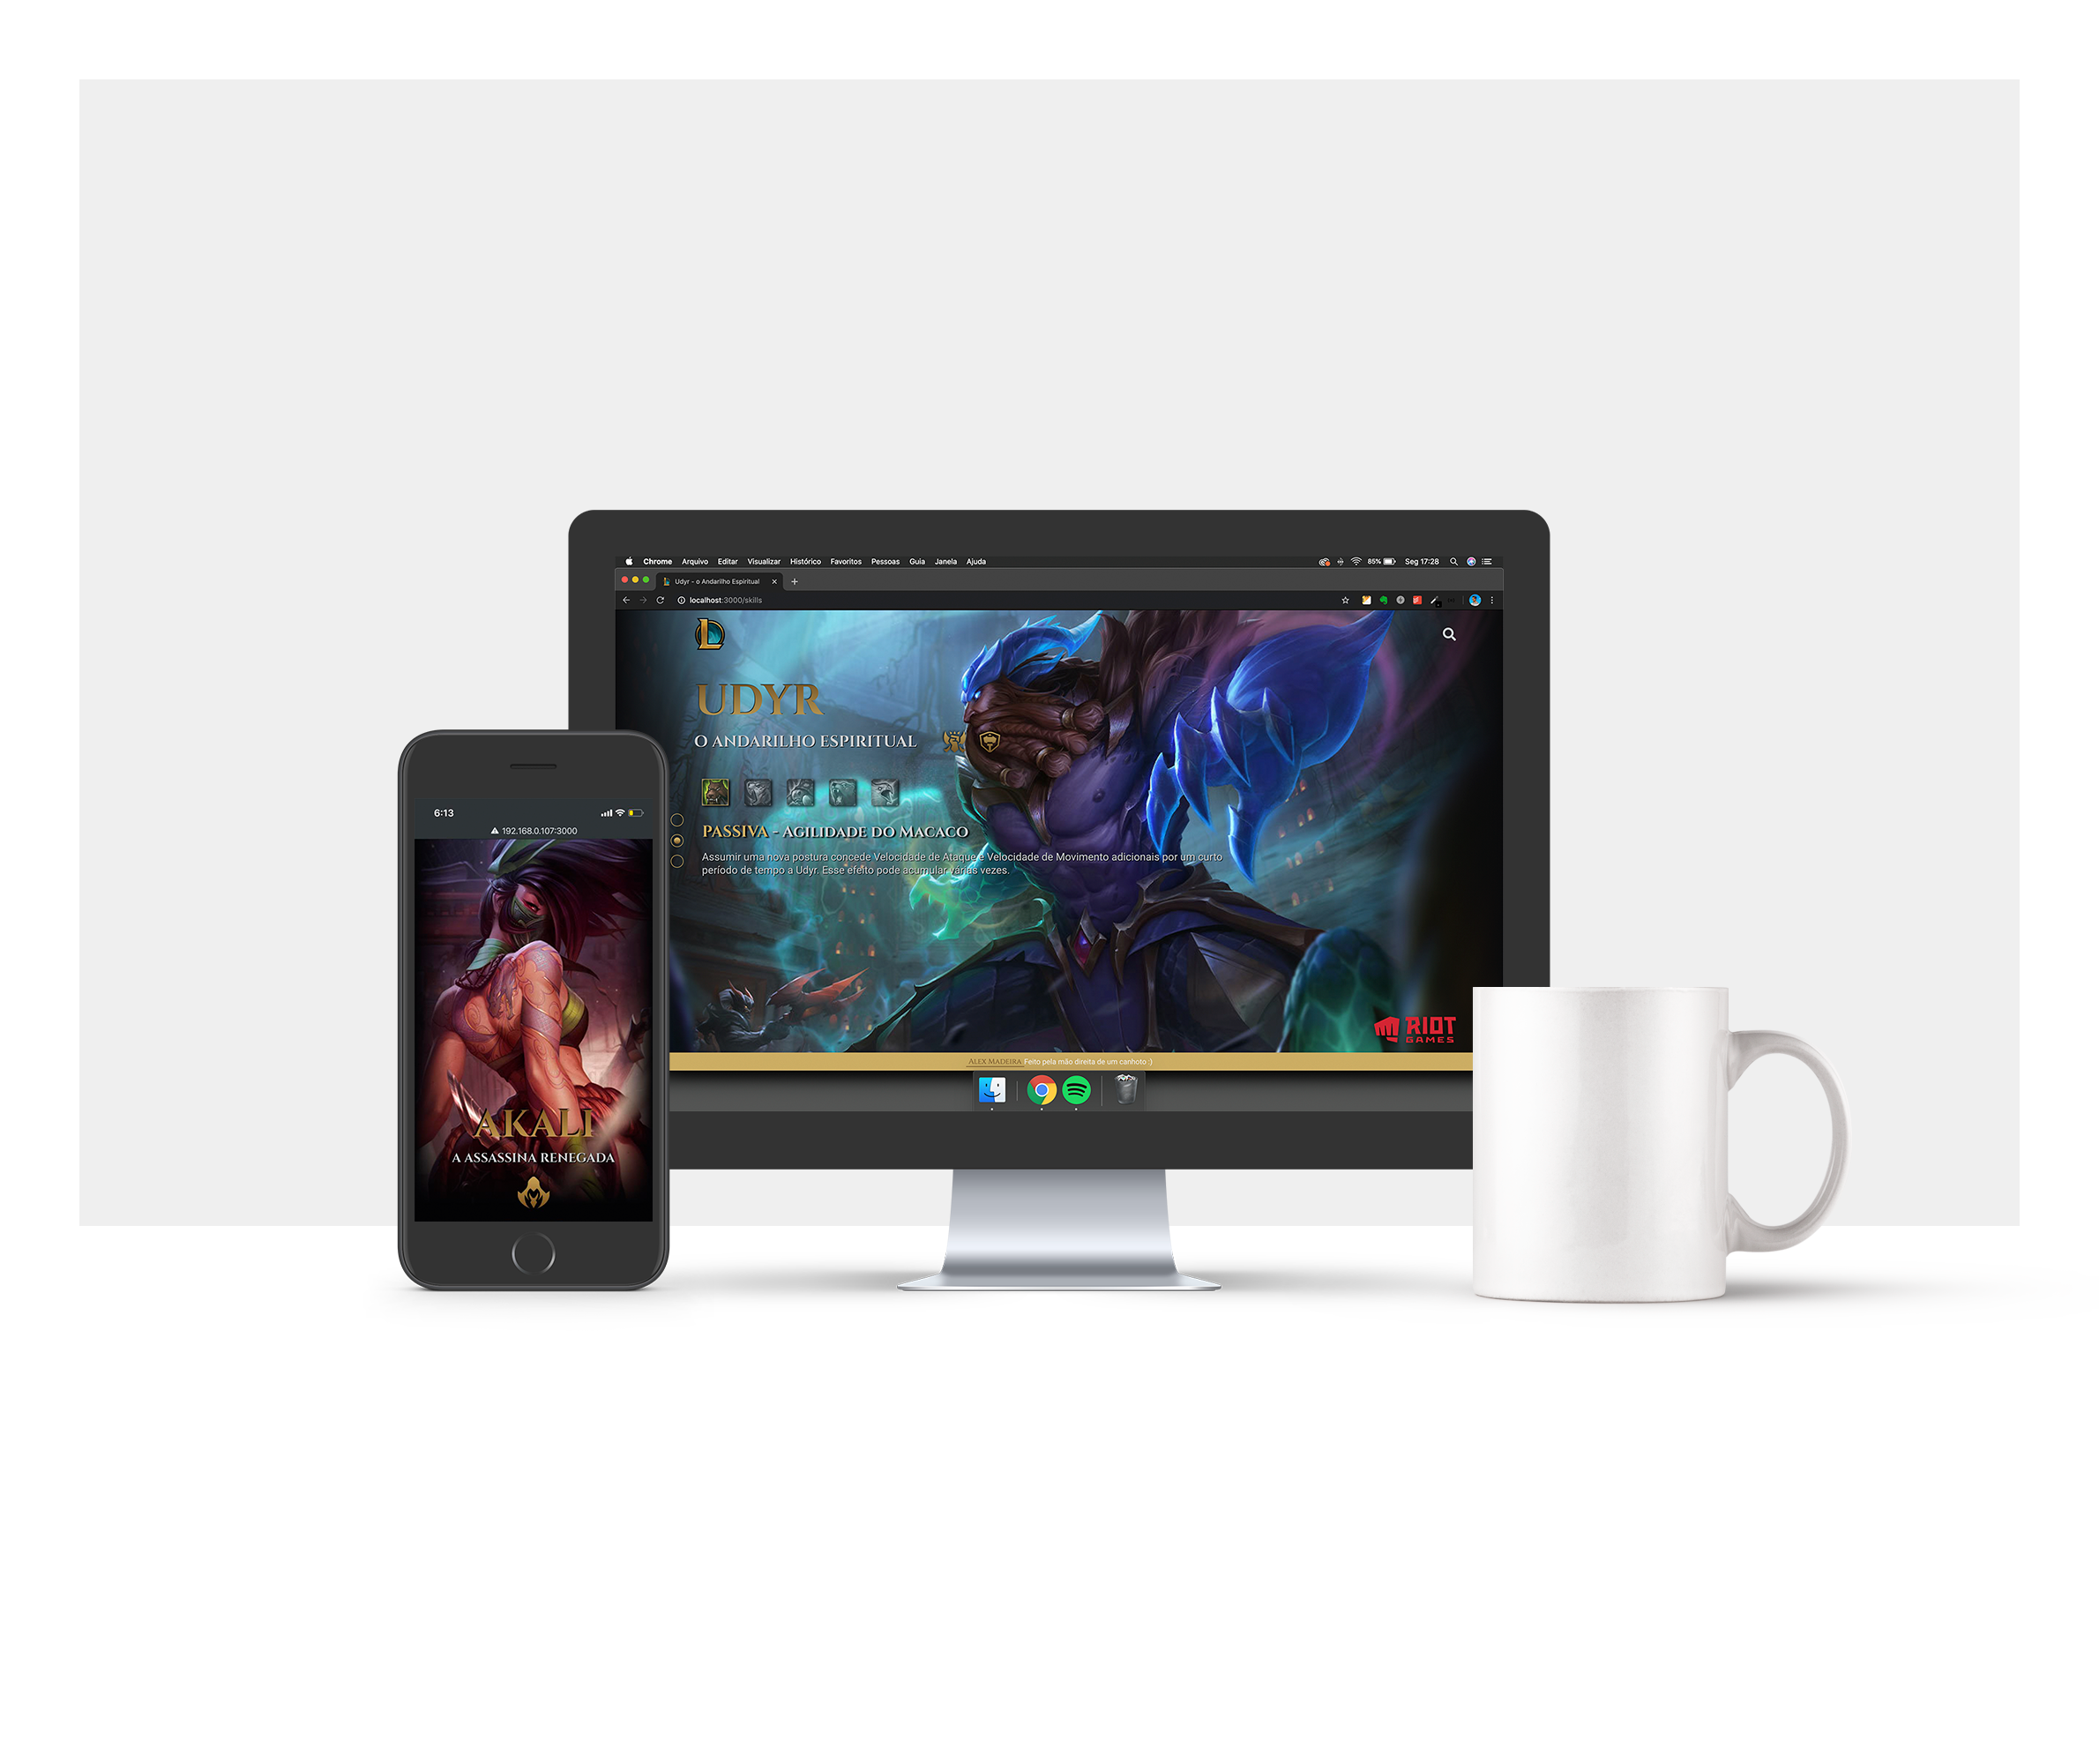 Chrome Arquivo Editar Visualizar Histórico Favoritos Pessoas Guia Janela Ajuda 85% Seg 17:28
Udyr - o Andarilho Espiritual
localhost:3000/skills
UDYR
O ANDARILHO ESPIRITUAL
PASSIVA - AGILIDADE DO MACACO
Assumir uma nova postura concede Velocidade de Ataque e Velocidade de Movimento adicionais por um curto
período de tempo a Udyr. Esse efeito pode acumular várias vezes.
RIOT
GAMES
ALEX MADEIRA Feito pela mão direita de um canhoto :)
6:13
192.168.0.107:3000
AKALI
A ASSASSINA RENEGADA